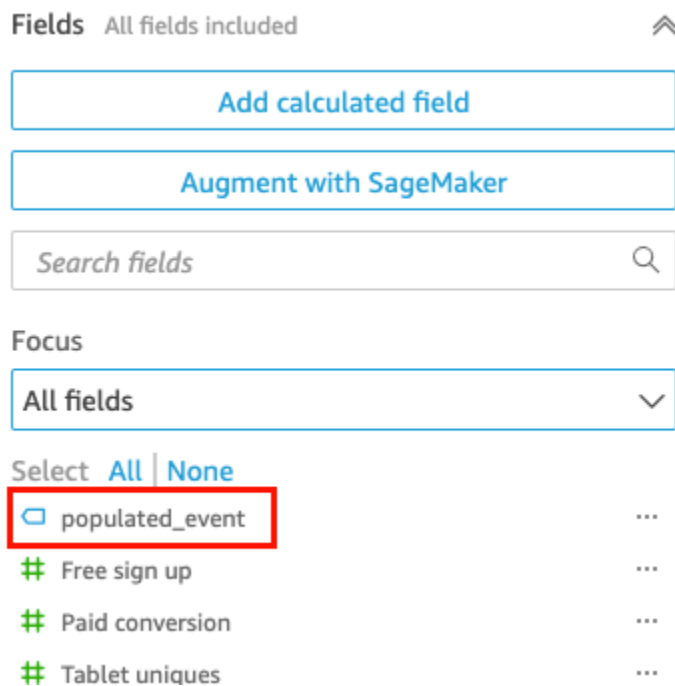 Fields All fields included
Add calculated field
Augment with SageMaker
Search fields
Focus
All fields
Select All | None
populated_event ...
Free sign up ...
Paid conversion ...
Tablet uniques ...